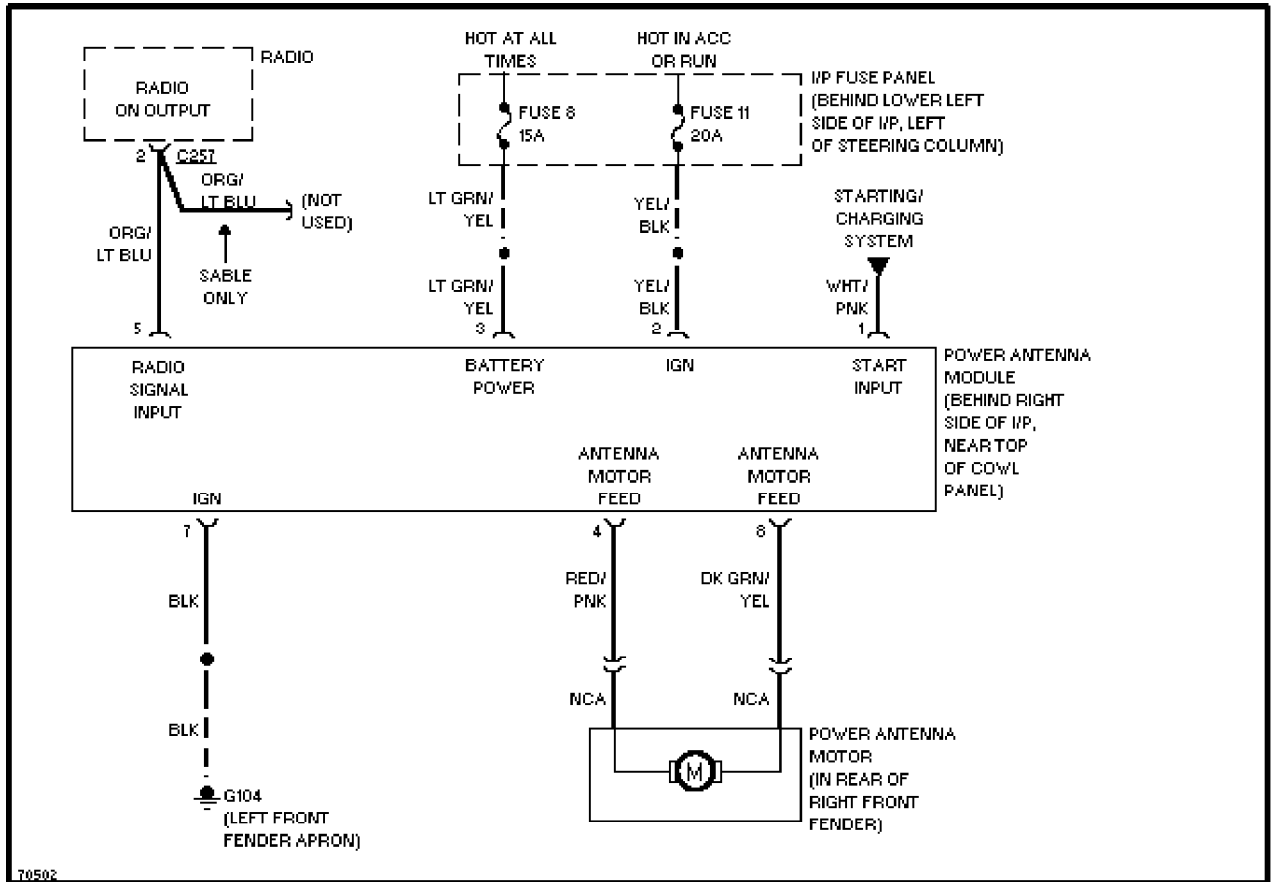 RADIO
RADIO
ON OUTPUT
2
C257
ORG/
LT BLU
(NOT
USED)
ORG/
LT BLU
SABLE
ONLY
5
HOT AT ALL
TIMES
HOT IN ACC
OR RUN
FUSE 8
15A
FUSE 11
20A
I/P FUSE PANEL
(BEHIND LOWER LEFT
SIDE OF I/P, LEFT
OF STEERING COLUMN)
LT GRN/
YEL
YEL/
BLK
STARTING/
CHARGING
SYSTEM
LT GRN/
YEL
3
YEL/
BLK
2
WHT/
PNK
1
RADIO
SIGNAL
INPUT
BATTERY
POWER
IGN
START
INPUT
POWER ANTENNA
MODULE
(BEHIND RIGHT
SIDE OF I/P,
NEAR TOP
OF COWL
PANEL)
IGN
ANTENNA
MOTOR
FEED
ANTENNA
MOTOR
FEED
7
4
8
BLK
RED/
PNK
DK GRN/
YEL
BLK
NCA
NCA
G104
(LEFT FRONT
FENDER APRON)
M
POWER ANTENNA
MOTOR
(IN REAR OF
RIGHT FRONT
FENDER)
70502